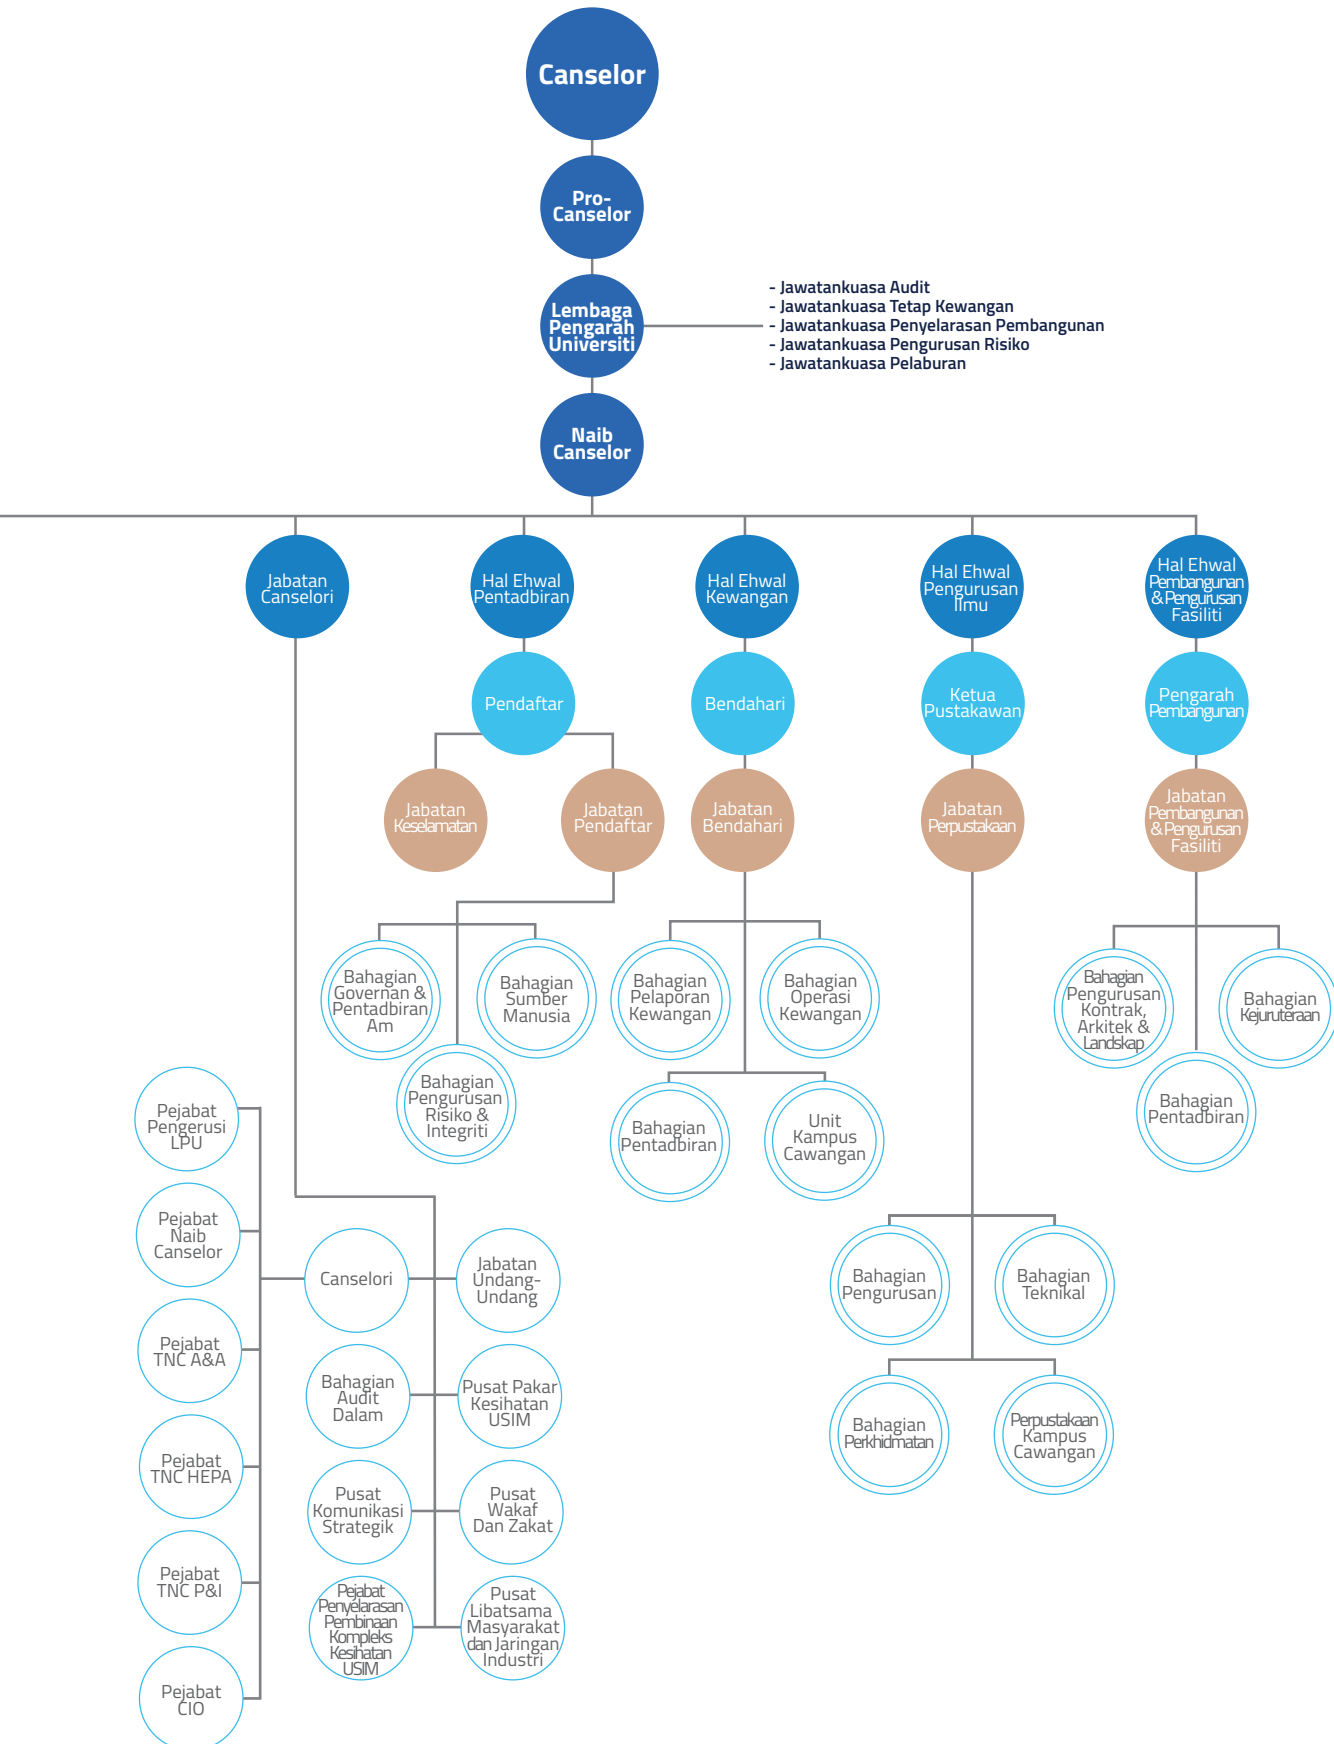 Canselor
Pro-
Canselor
Lembaga
Pengarah
Universiti
- Jawatankuasa Audit
- Jawatankuasa Tetap Kewangan
- Jawatankuasa Penyelarasan Pembangunan
- Jawatankuasa Pengurusan Risiko
- Jawatankuasa Pelaburan
Naib
Canselor
Jabatan
Canselori
Hal Ehwal
Pentadbiran
Hal Ehwal
Kewangan
Hal Ehwal
Pengurusan
Ilmu
Hal Ehwal
Pembangunan
& Pengurusan
Fasiliti
Pendaftar
Bendahari
Ketua
Pustakawan
Pengarah
Pembangunan
Jabatan
Keselamatan
Jabatan
Pendaftar
Jabatan
Bendahari
Jabatan
Perpustakaan
Jabatan
Pembangunan
& Pengurusan
Fasiliti
Bahagian
Governan &
Pentadbiran
Am
Bahagian
Sumber
Manusia
Bahagian
Pelaporan
Kewangan
Bahagian
Operasi
Kewangan
Bahagian
Pengurusan
Kontrak,
Arkitek &
Landskap
Bahagian
Kejuruteraan
Bahagian
Pengurusan
Risiko &
Integriti
Bahagian
Pentadbiran
Unit
Kampus
Cawangan
Bahagian
Pentadbiran
Pejabat
Pengerusi
LPU
Pejabat
Naib
Canselor
Canselori
Jabatan
Undang-
Undang
Bahagian
Pengurusan
Bahagian
Teknikal
Pejabat
TNC A&A
Bahagian
Audit
Dalam
Pusat Pakar
Kesihatan
USIM
Bahagian
Perkhidmatan
Perpustakaan
Kampus
Cawangan
Pejabat
TNC HEPA
Pusat
Komunikasi
Strategik
Pusat
Wakaf
Dan Zakat
Pejabat
TNC P&I
Pejabat
Penyelarasan
Pembinaan
Kompleks
Kesihatan
USIM
Pusat
Libatsama
Masyarakat
dan Jaringan
Industri
Pejabat
CIO